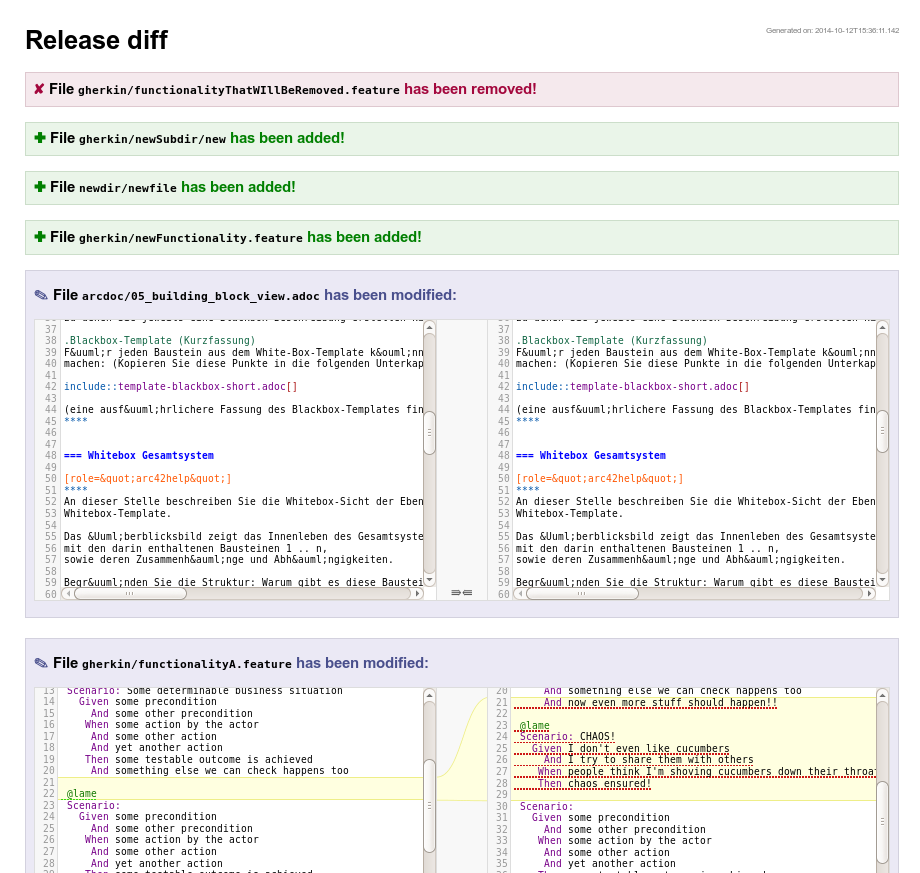 Release diff
Generated on: 2014-10-12T15:36:11.142
✘ File gherkin/functionalityThatWIllBeRemoved.feature has been removed!
✚ File gherkin/newSubdir/new has been added!
✚ File newdir/newfile has been added!
✚ File gherkin/newFunctionality.feature has been added!
✎ File arcdoc/05_building_block_view.adoc has been modified:
37
38 .Blackbox-Template (Kurzfassung)
39 F&uuml;r jeden Baustein aus dem White-Box-Template k&ouml;nn
40 machen: (Kopieren Sie diese Punkte in die folgenden Unterkap
41
42 include::template-blackbox-short.adoc[]
43
44 (eine ausf&uuml;hrlichere Fassung des Blackbox-Templates fin
45 ****
46
47
48 === Whitebox Gesamtsystem
49
50 [role=&quot;arc42help&quot;]
51 ****
52 An dieser Stelle beschreiben Sie die Whitebox-Sicht der Eben
53 Whitebox-Template.
54
55 Das &Uuml;berblicksbild zeigt das Innenleben des Gesamtsyste
56 mit den darin enthaltenen Bausteinen 1 .. n,
57 sowie deren Zusammenh&auml;nge und Abh&auml;ngigkeiten.
58
59 Begr&uuml;nden Sie die Struktur: Warum gibt es diese Baustei
60
37
38 .Blackbox-Template (Kurzfassung)
39 F&uuml;r jeden Baustein aus dem White-Box-Template k&ouml;nn
40 machen: (Kopieren Sie diese Punkte in die folgenden Unterkap
41
42 include::template-blackbox-short.adoc[]
43
44 (eine ausf&uuml;hrlichere Fassung des Blackbox-Templates fin
45 ****
46
47
48 === Whitebox Gesamtsystem
49
50 [role=&quot;arc42help&quot;]
51 ****
52 An dieser Stelle beschreiben Sie die Whitebox-Sicht der Eben
53 Whitebox-Template.
54
55 Das &Uuml;berblicksbild zeigt das Innenleben des Gesamtsyste
56 mit den darin enthaltenen Bausteinen 1 .. n,
57 sowie deren Zusammenh&auml;nge und Abh&auml;ngigkeiten.
58
59 Begr&uuml;nden Sie die Struktur: Warum gibt es diese Baustei
60
✎ File gherkin/functionalityA.feature has been modified:
13 Scenario: Some determinable business situation
14 Given some precondition
15 And some other precondition
16 When some action by the actor
17 And some other action
18 And yet another action
19 Then some testable outcome is achieved
20 And something else we can check happens too
21
22 @lame
23 Scenario:
24 Given some precondition
25 And some other precondition
26 When some action by the actor
27 And some other action
28 And yet another action
20 And something else we can check happens too
21 And now even more stuff should happen!!
22
23 @lame
24 Scenario: CHAOS!
25 Given I don't even like cucumbers
26 And I try to share them with others
27 When people think I'm shoving cucumbers down their throat
28 Then chaos ensured!
29
30 Scenario:
31 Given some precondition
32 And some other precondition
33 When some action by the actor
34 And some other action
35 And yet another action